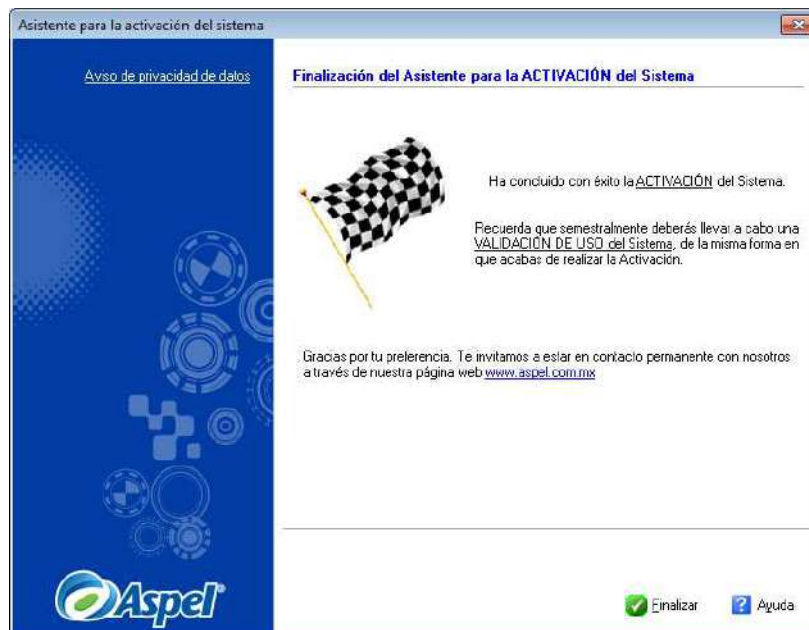 Asistente para la activación del sistema
Aviso de privacidad de datos
Finalización del Asistente para la ACTIVACIÓN del Sistema
Ha concluido con éxito la ACTIVACIÓN del Sistema.
Recuerda que semestralmente deberás llevar a cabo una
VALIDACIÓN DE USO del Sistema, de la misma forma en
que acabas de realizar la Activación.
Gracias por tu preferencia. Te invitamos a estar en contacto permanente con nosotros
a través de nuestra página web www.aspel.com.mx
Aspel
Finalizar
Ayuda